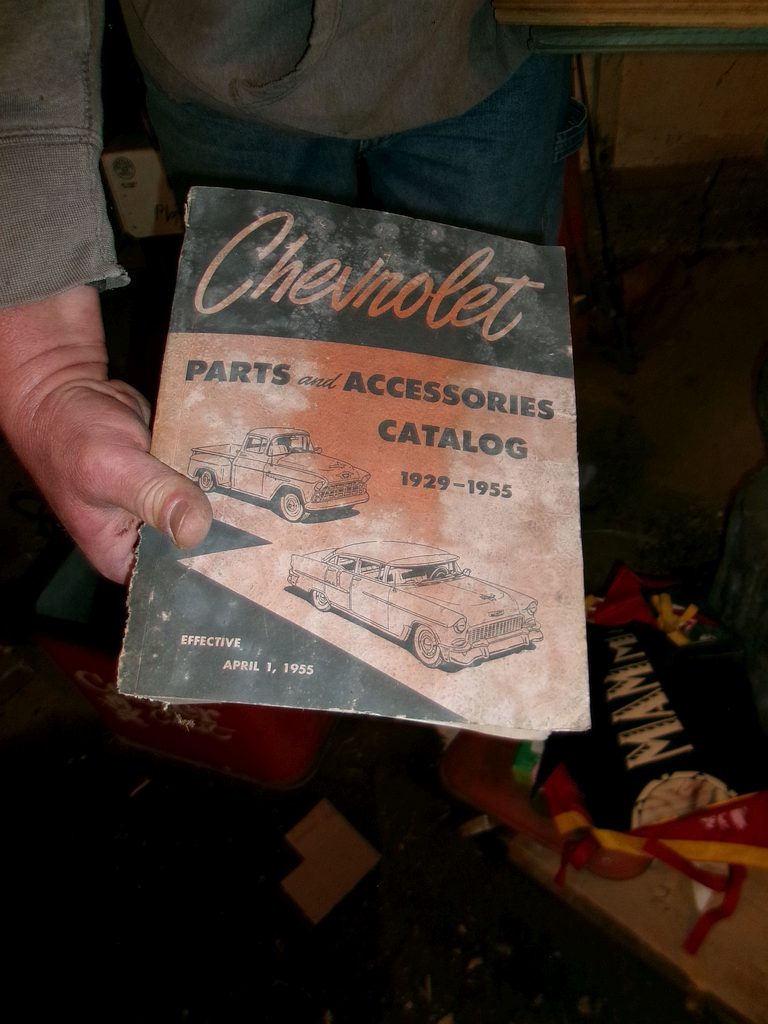 Chevrolet
PARTS and ACCESSORIES
CATALOG
1929-1955
EFFECTIVE
APRIL 1, 1955